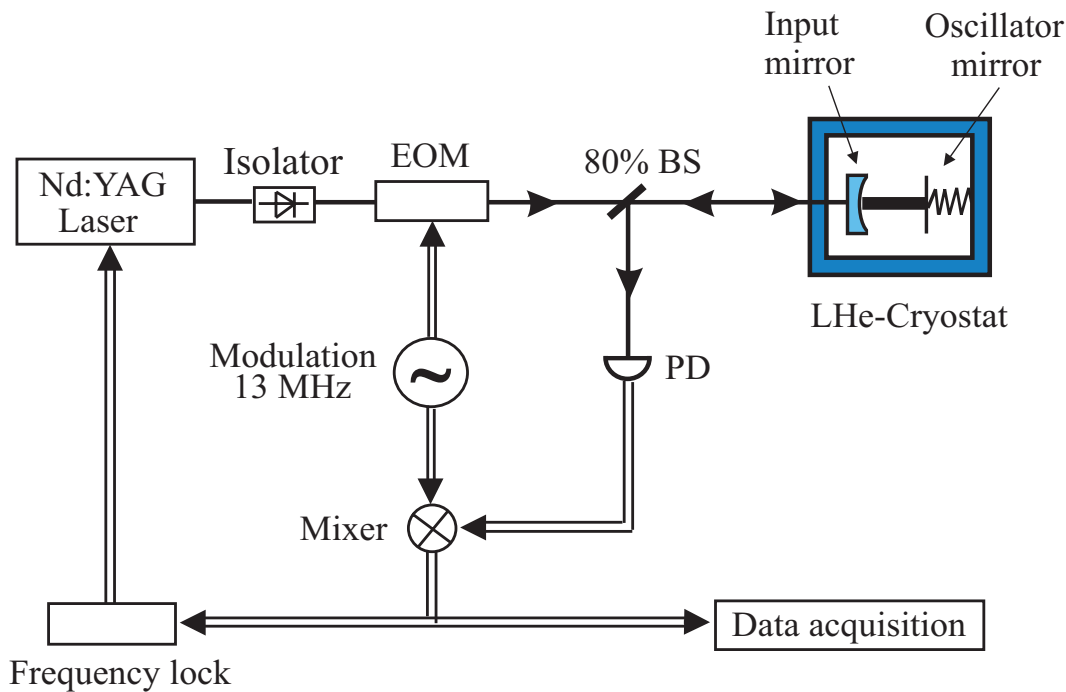 Input
mirror
Oscillator
mirror
Nd:YAG
Laser
Isolator
EOM
80% BS
LHe-Cryostat
Modulation
13 MHz
~
PD
Mixer
Data acquisition
Frequency lock